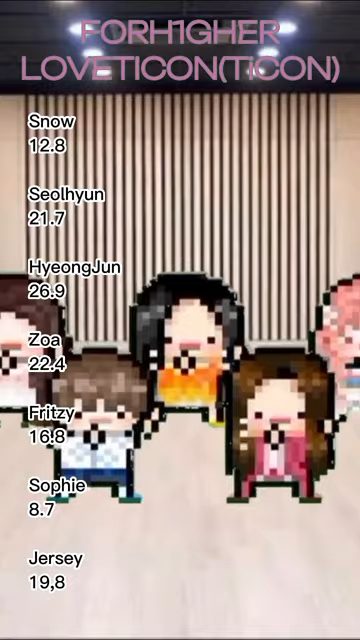 FORH1GHER
LOVETICON(TICON)
Snow
12.8
Seolhyun
21.7
HyeongJun
26.9
Zoa
22.4
Fritzy
16.8
Sophie
8.7
Jersey
19,8